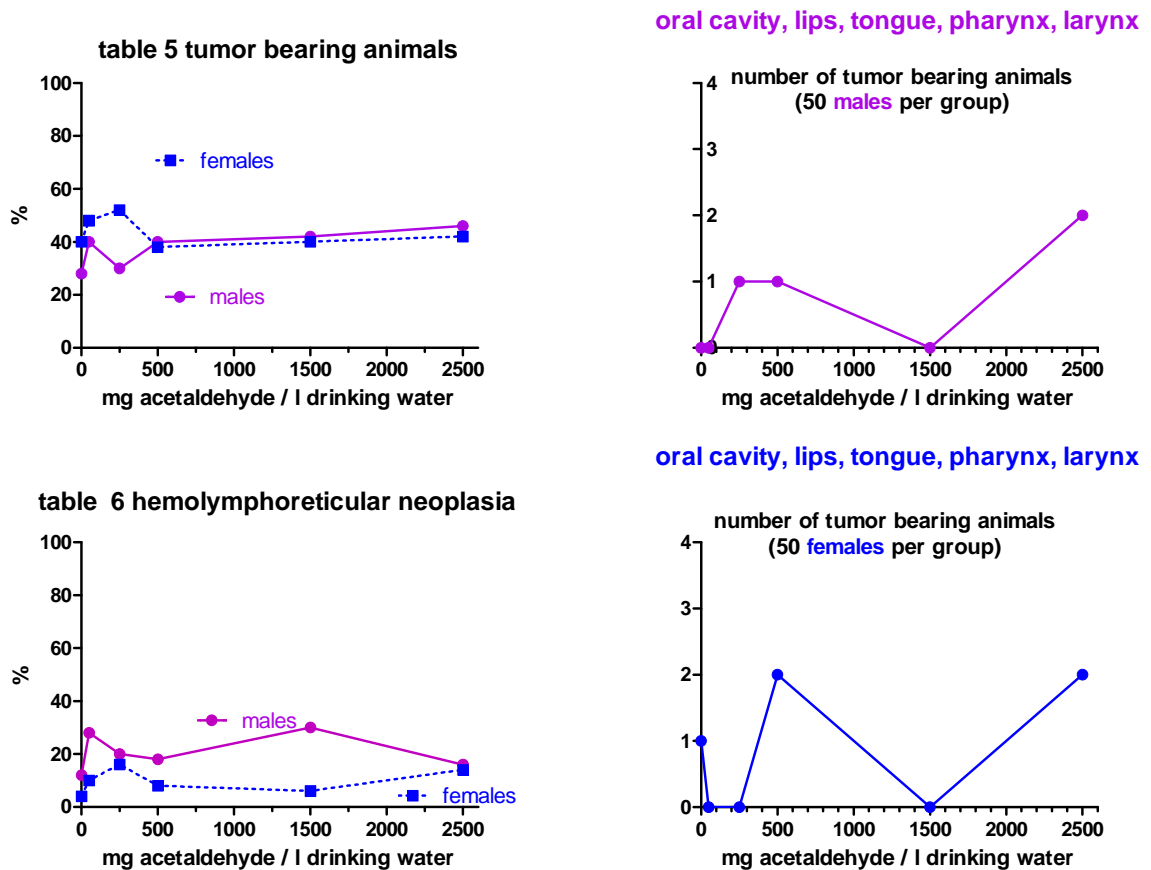 table 5 tumor bearing animals
100
80
60
40
20
0
%
females
males
0 500 1000 1500 2000 2500
mg acetaldehyde / l drinking water
oral cavity, lips, tongue, pharynx, larynx
number of tumor bearing animals
(50 males per group)
4
3
2
1
0
0 500 1000 1500 2000 2500
mg acetaldehyde / l drinking water
table 6 hemolymphoreticular neoplasia
100
80
60
40
20
0
%
males
females
0 500 1000 1500 2000 2500
mg acetaldehyde / l drinking water
oral cavity, lips, tongue, pharynx, larynx
number of tumor bearing animals
(50 females per group)
4
3
2
1
0
0 500 1000 1500 2000 2500
mg acetaldehyde / l drinking water